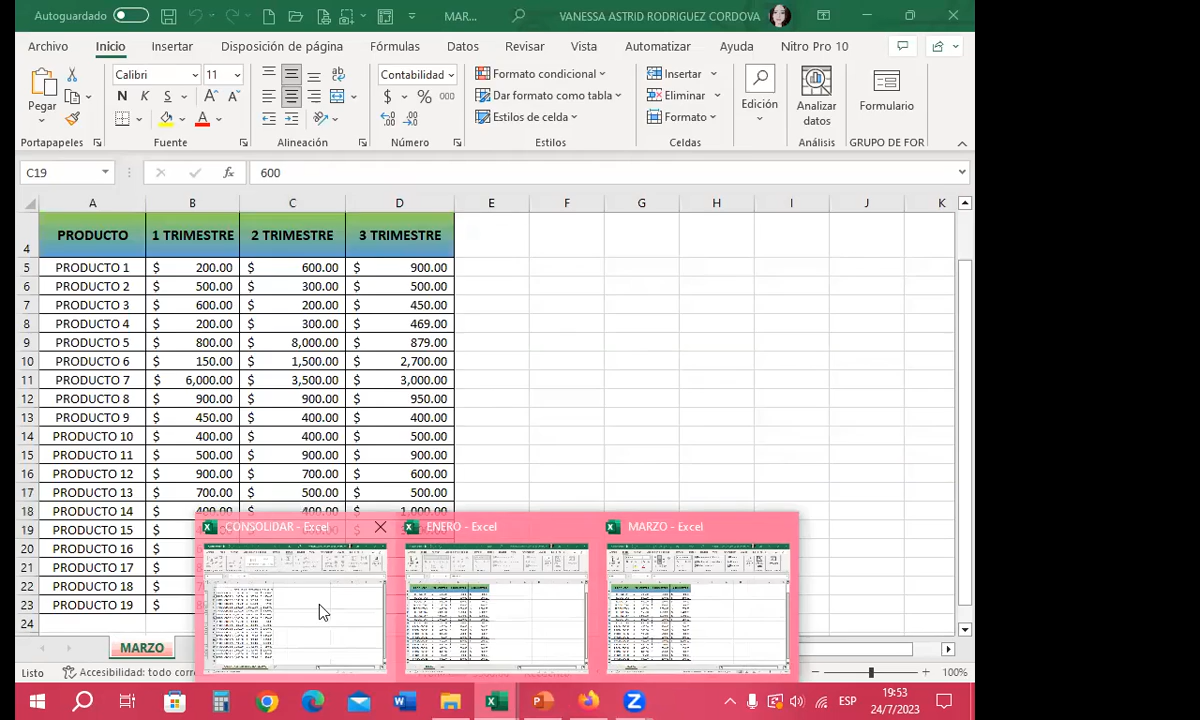 Autoguardado MAR... VANESSA ASTRID RODRIGUEZ CORDOVA
Archivo Inicio Insertar Disposición de página Fórmulas Datos Revisar Vista Automatizar Ayuda Nitro Pro 10
Pegar Calibri 11 N K S Contabilidad $ % 000
Formato condicional
Dar formato como tabla
Estilos de celda
Insertar
Eliminar
Formato
Edición
Analizar datos
Formulario
Portapapeles Fuente Alineación Número Estilos Celdas Análisis GRUPO DE FOR
C19 fx 600
A B C D E F G H I J K
4 PRODUCTO 1 TRIMESTRE 2 TRIMESTRE 3 TRIMESTRE
5 PRODUCTO 1 $ 200.00 $ 600.00 $ 900.00
6 PRODUCTO 2 $ 500.00 $ 300.00 $ 500.00
7 PRODUCTO 3 $ 600.00 $ 200.00 $ 450.00
8 PRODUCTO 4 $ 200.00 $ 300.00 $ 469.00
9 PRODUCTO 5 $ 800.00 $ 8,000.00 $ 879.00
10 PRODUCTO 6 $ 150.00 $ 1,500.00 $ 2,700.00
11 PRODUCTO 7 $ 6,000.00 $ 3,500.00 $ 3,000.00
12 PRODUCTO 8 $ 900.00 $ 900.00 $ 950.00
13 PRODUCTO 9 $ 450.00 $ 400.00 $ 400.00
14 PRODUCTO 10 $ 400.00 $ 400.00 $ 500.00
15 PRODUCTO 11 $ 500.00 $ 900.00 $ 900.00
16 PRODUCTO 12 $ 900.00 $ 700.00 $ 600.00
17 PRODUCTO 13 $ 700.00 $ 500.00 $ 500.00
18 PRODUCTO 14 $ 400.00 $ 400.00 $ 1,000.00
19 PRODUCTO 15
20 PRODUCTO 16
21 PRODUCTO 17
22 PRODUCTO 18
23 PRODUCTO 19 $
24
CONSOLIDAR - Excel ENERO - Excel MARZO - Excel
MARZO
Listo Accesibilidad: todo corre 100%
ESP 19:53
24/7/2023